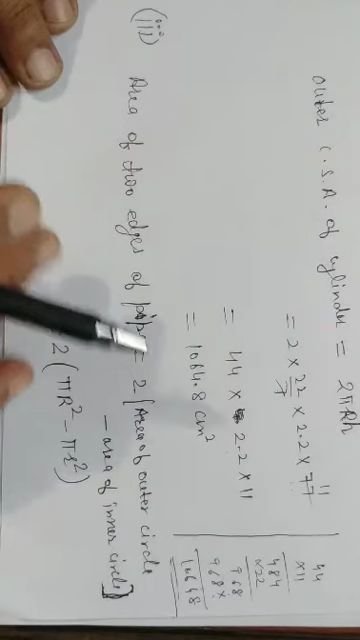 outer C.S.A. of cylinder = 2πRh
= 2 × 22/7 × 2.2 × 77
11
= 44 × 2.2 × 11
= 1064.8 cm²
44
×11
484
×22
968
968×
10648
(iii) Area of two edges of pipe = 2 [Area of outer circle
– area of inner circle]
= 2 (πR² – πr²)